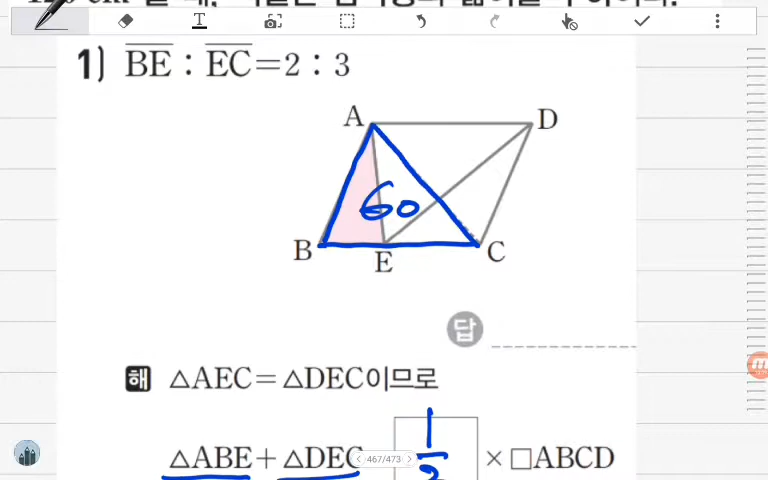 1) BE : EC=2 : 3
A
D
60
B
E
C
답
해 △AEC=△DEC이므로
△ABE+△DEC 1/2 ×□ABCD
467/473